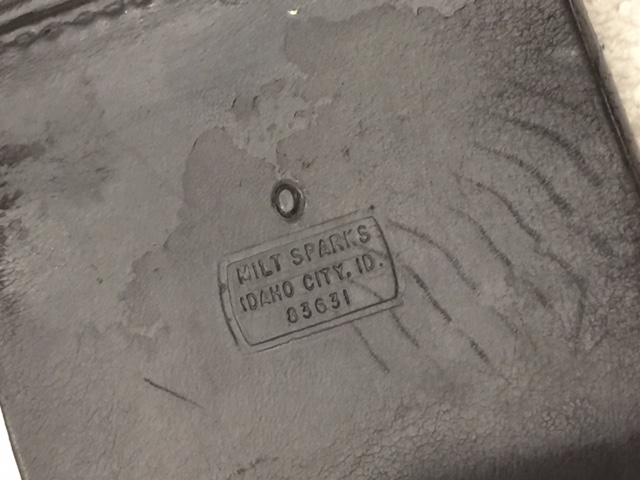 MILT SPARKS
IDAHO CITY, ID.
83631